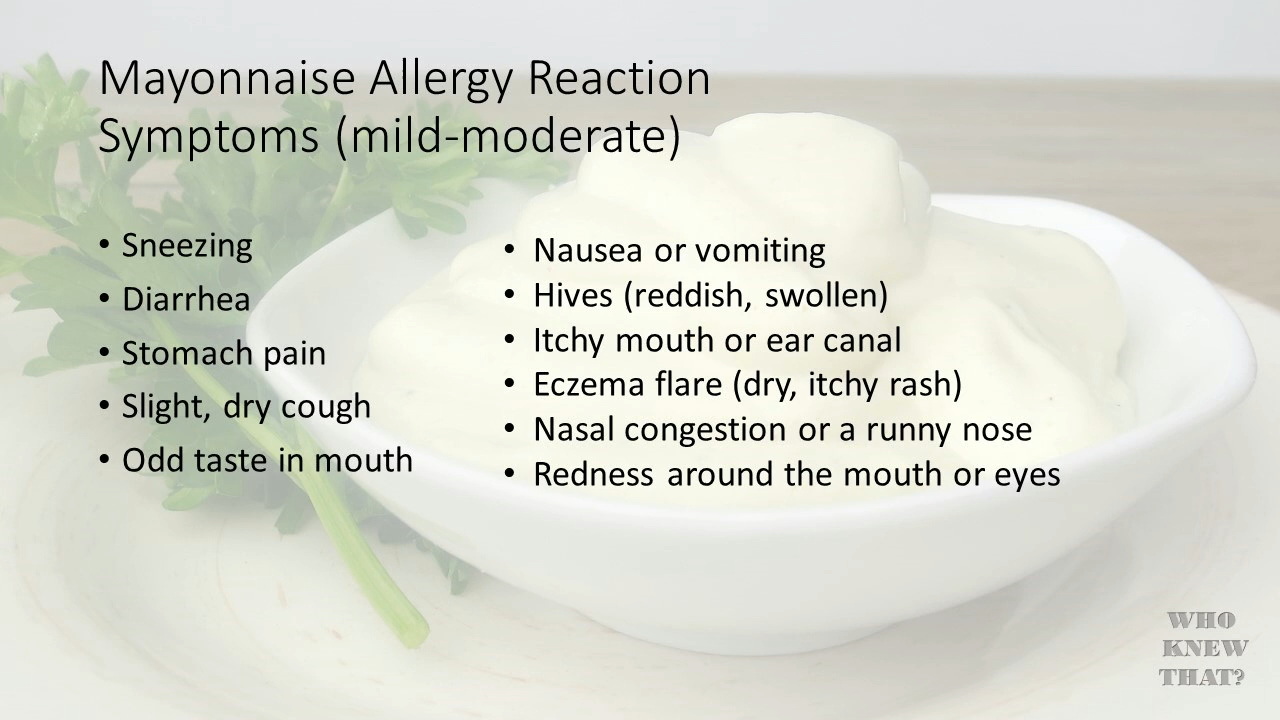 Mayonnaise Allergy Reaction
Symptoms (mild-moderate)
• Sneezing
• Diarrhea
• Stomach pain
• Slight, dry cough
• Odd taste in mouth
• Nausea or vomiting
• Hives (reddish, swollen)
• Itchy mouth or ear canal
• Eczema flare (dry, itchy rash)
• Nasal congestion or a runny nose
• Redness around the mouth or eyes
WHO
KNEW
THAT?